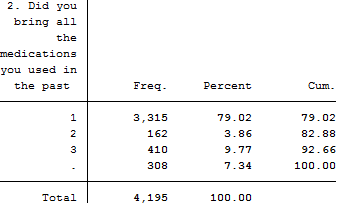 2. Did you
bring all
the
medications
you used in
the past Freq. Percent Cum.
1 3,315 79.02 79.02
2 162 3.86 82.88
3 410 9.77 92.66
. 308 7.34 100.00
Total 4,195 100.00